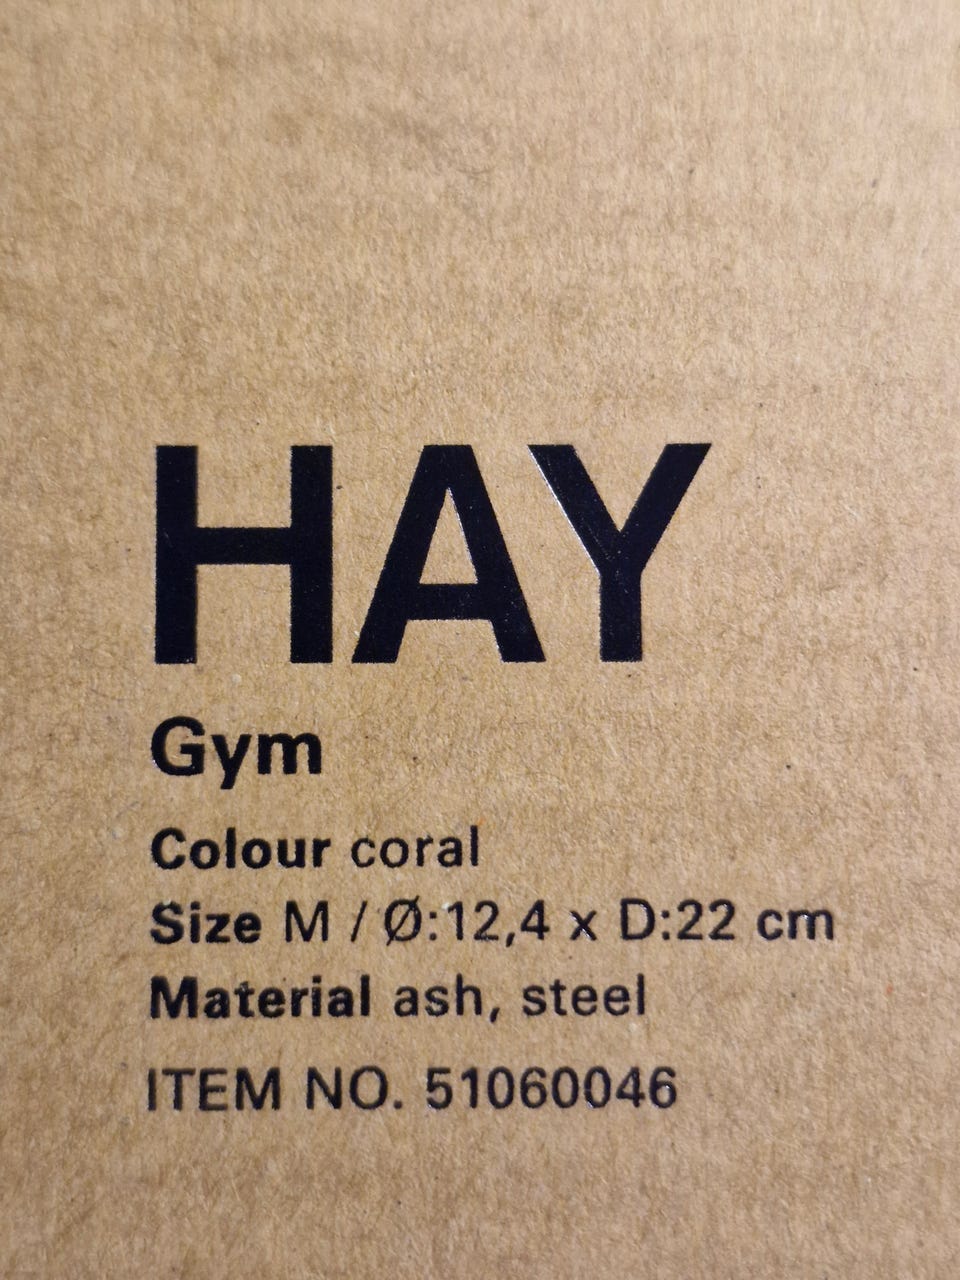 HAY
Gym
Colour coral
Size M / Ø:12,4 x D:22 cm
Material ash, steel
ITEM NO. 51060046